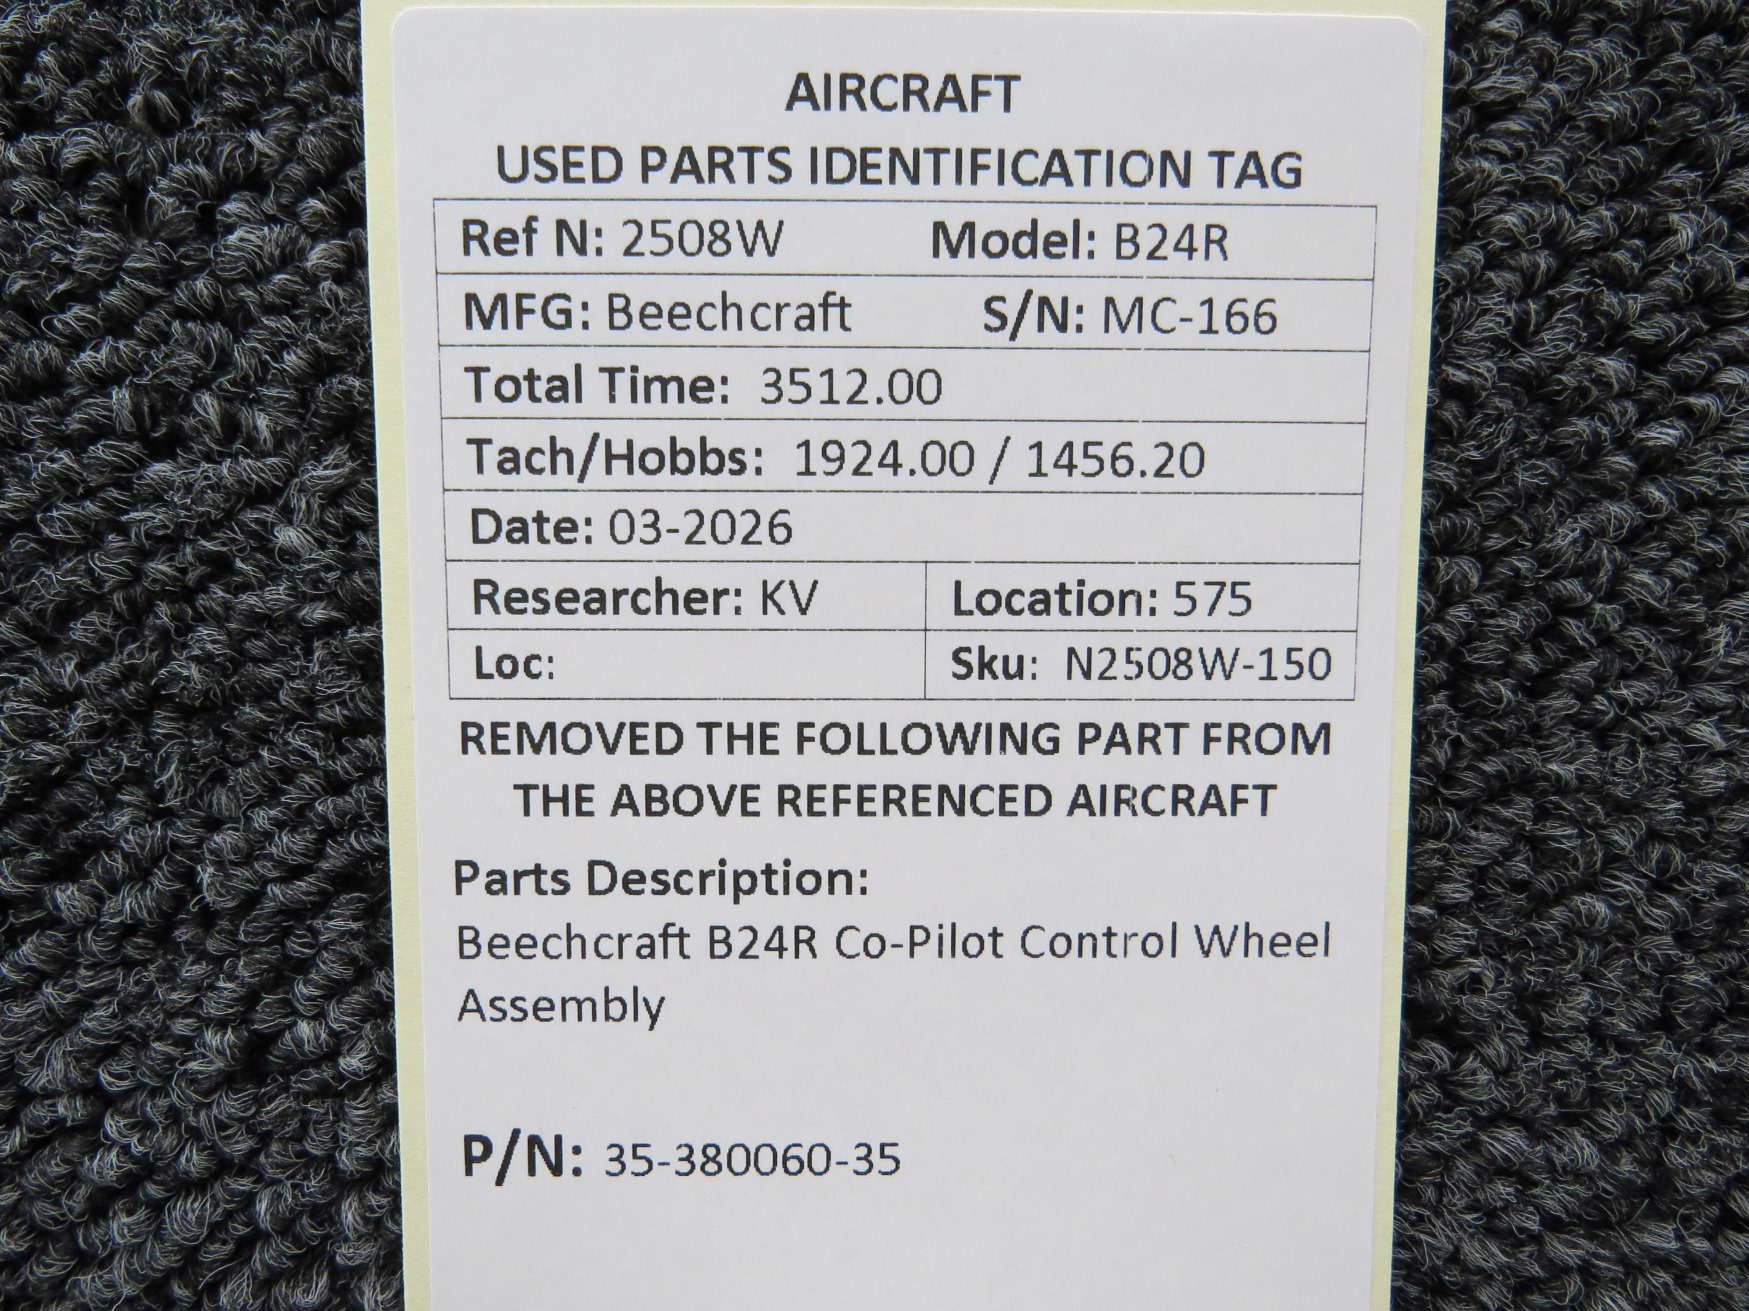 AIRCRAFT
USED PARTS IDENTIFICATION TAG
Ref N: 2508W Model: B24R
MFG: Beechcraft S/N: MC-166
Total Time: 3512.00
Tach/Hobbs: 1924.00 / 1456.20
Date: 03-2026
Researcher: KV Location: 575
Loc: Sku: N2508W-150
REMOVED THE FOLLOWING PART FROM
THE ABOVE REFERENCED AIRCRAFT
Parts Description:
Beechcraft B24R Co-Pilot Control Wheel
Assembly
P/N: 35-380060-35